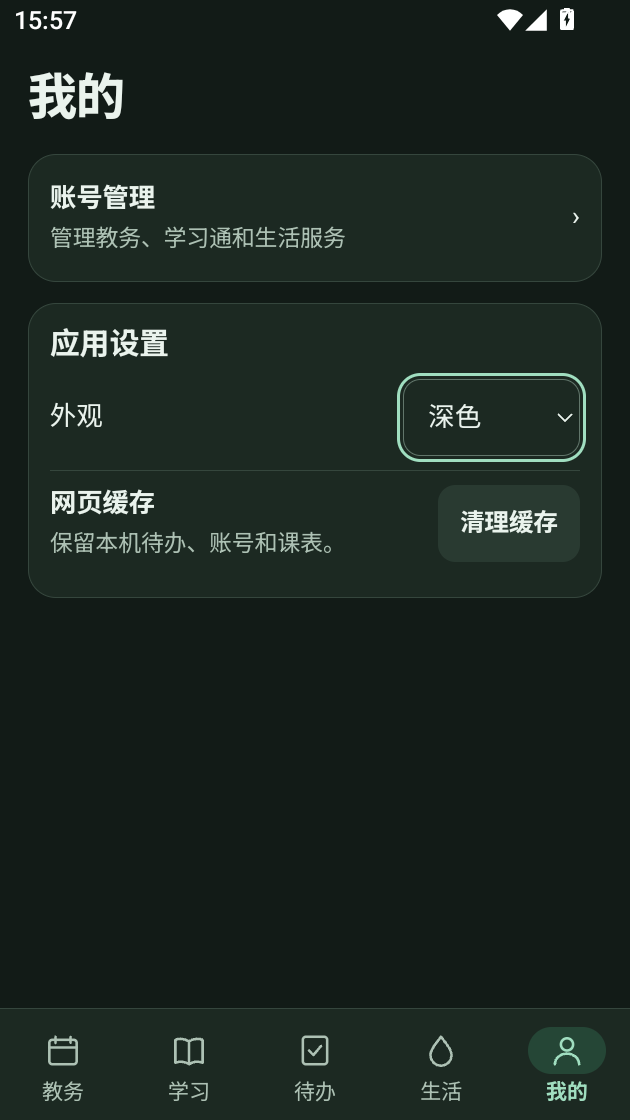 15:57
我的
账号管理
管理教务、学习通和生活服务
应用设置
外观
深色
网页缓存
保留本机待办、账号和课表。
清理缓存
教务
学习
待办
生活
我的